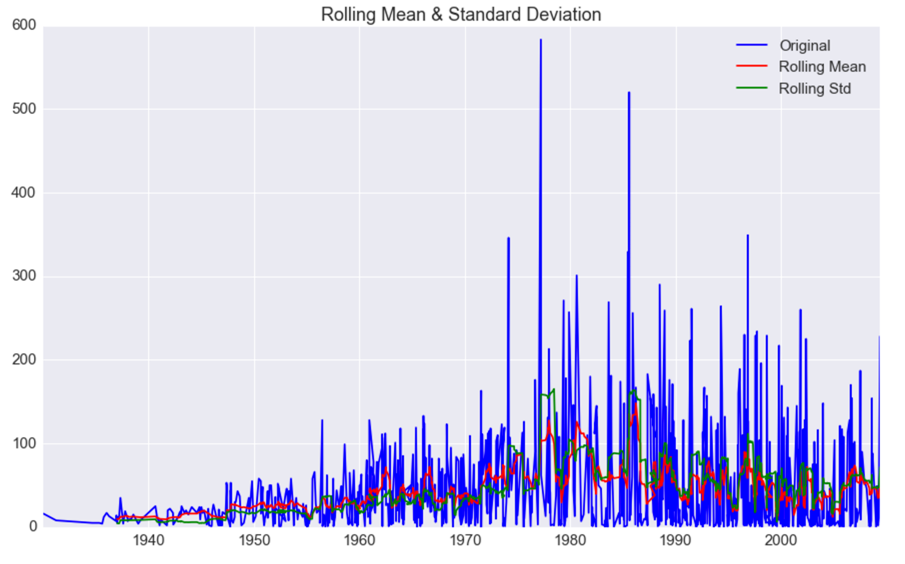 Rolling Mean & Standard Deviation
600
Original
Rolling Mean
Rolling Std
500
400
300
200
100
0
1940 1950 1960 1970 1980 1990 2000